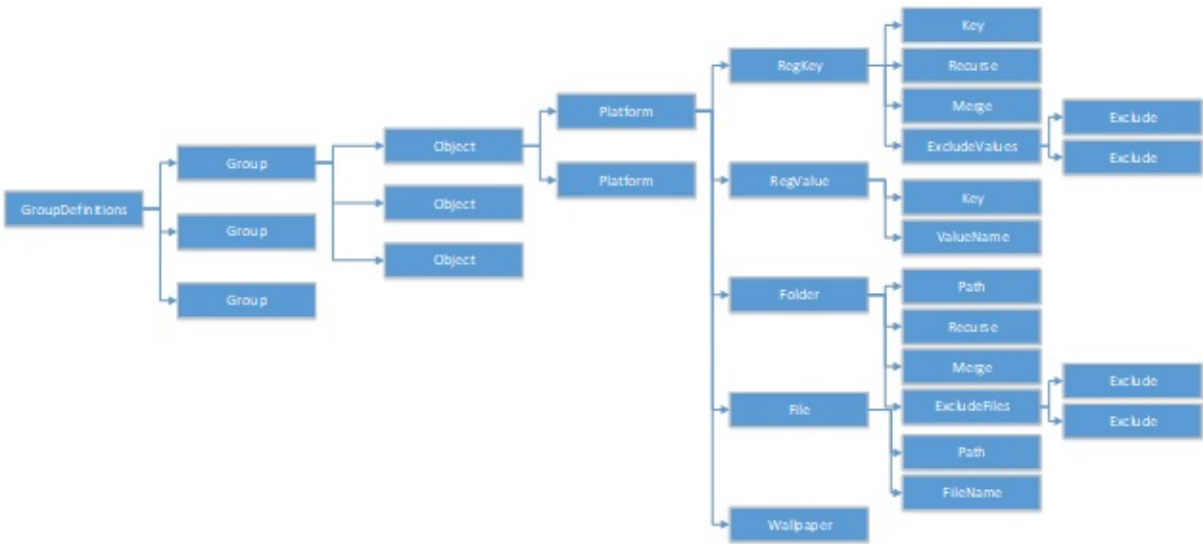 GroupDefinitions
Group
Group
Group
Object
Object
Object
Platform
Platform
RegKey
RegValue
Folder
File
Wallpaper
Key
Recurse
Merge
ExcludeValues
Key
ValueName
Path
Recurse
Merge
ExcludeFiles
Path
FileName
Exclude
Exclude
Exclude
Exclude